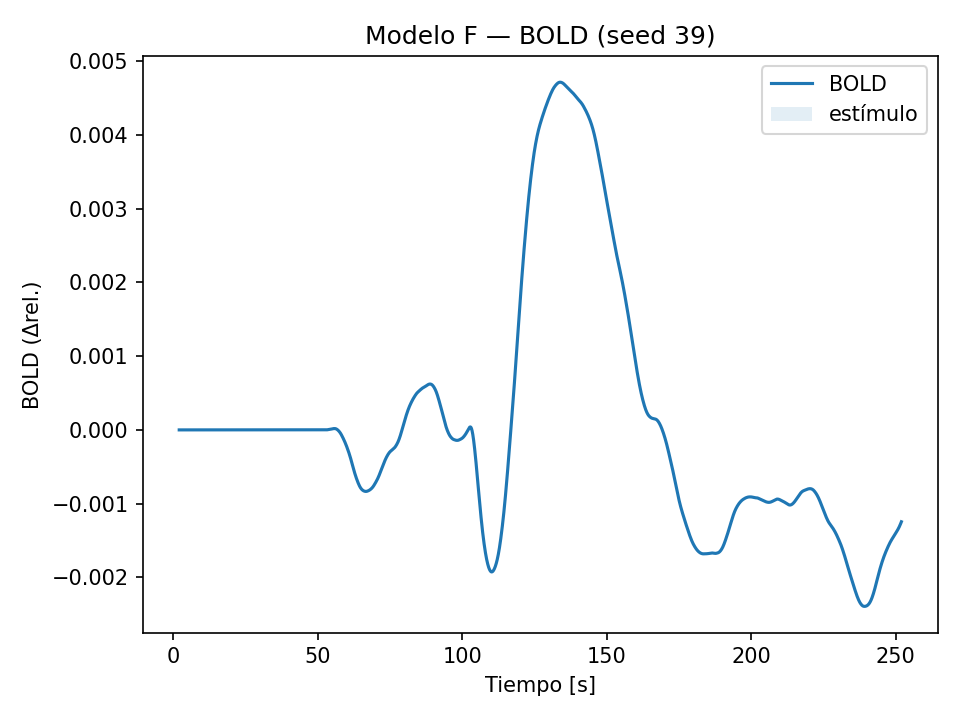 Modelo F — BOLD (seed 39)
BOLD
estímulo
BOLD (Δrel.)
0.005
0.004
0.003
0.002
0.001
0.000
−0.001
−0.002
0
50
100
150
200
250
Tiempo [s]